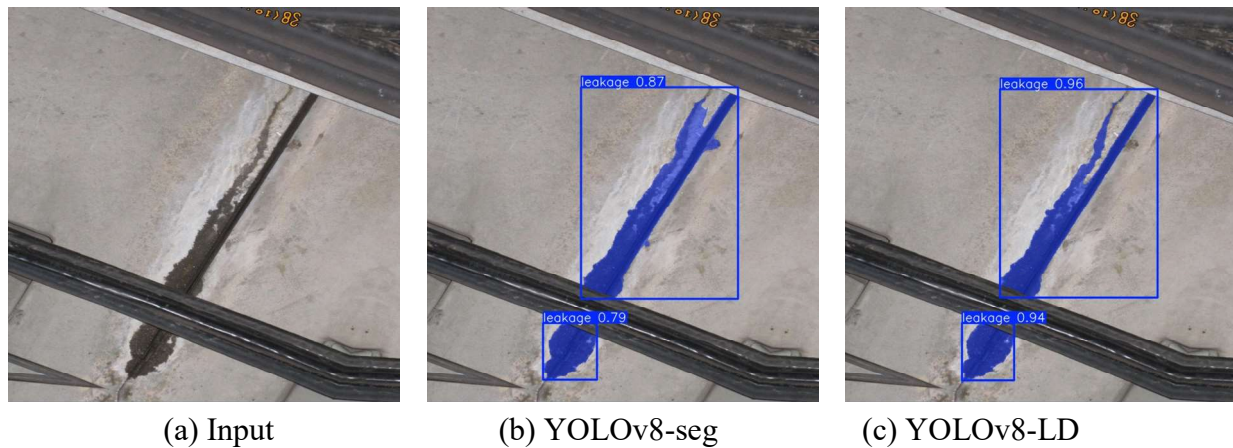 leakage 0.87
leakage 0.96
leakage 0.79
leakage 0.94
(a) Input
(b) YOLOv8-seg
(c) YOLOv8-LD